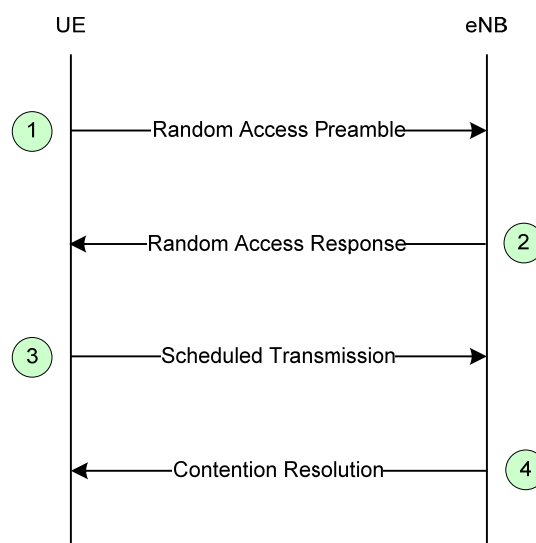 UE eNB
1 Random Access Preamble
Random Access Response 2
3 Scheduled Transmission
Contention Resolution 4